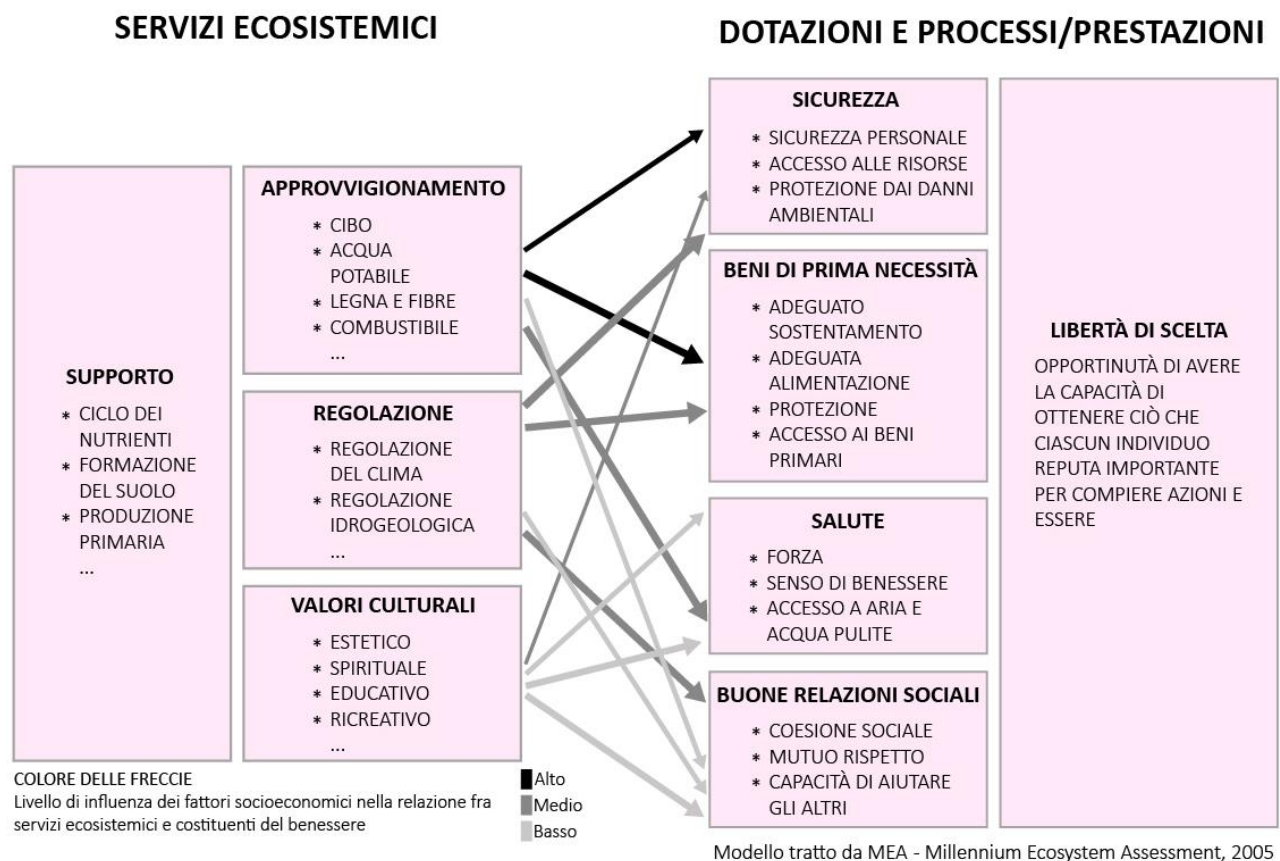 SERVIZI ECOSISTEMICI
SUPPORTO
* CICLO DEI
NUTRIENTI
* FORMAZIONE
DEL SUOLO
* PRODUZIONE
PRIMARIA
...
APPROVVIGIONAMENTO
* CIBO
* ACQUA
POTABILE
* LEGNA E FIBRE
* COMBUSTIBILE
...
REGOLAZIONE
* REGOLAZIONE
DEL CLIMA
* REGOLAZIONE
IDROGEOLOGICA
...
VALORI CULTURALI
* ESTETICO
* SPIRITUALE
* EDUCATIVO
* RICREATIVO
...
DOTAZIONI E PROCESSI/PRESTAZIONI
SICUREZZA
* SICUREZZA PERSONALE
* ACCESSO ALLE RISORSE
* PROTEZIONE DAI DANNI
AMBIENTALI
BENI DI PRIMA NECESSITÀ
* ADEGUATO
SOSTENTAMENTO
* ADEGUATA
ALIMENTAZIONE
* PROTEZIONE
* ACCESSO AI BENI
PRIMARI
SALUTE
* FORZA
* SENSO DI BENESSERE
* ACCESSO A ARIA E
ACQUA PULITE
BUONE RELAZIONI SOCIALI
* COESIONE SOCIALE
* MUTUO RISPETTO
* CAPACITÀ DI AIUTARE
GLI ALTRI
LIBERTÀ DI SCELTA
OPPORTINUTÀ DI AVERE
LA CAPACITÀ DI
OTTENERE CIÒ CHE
CIASCUN INDIVIDUO
REPUTA IMPORTANTE
PER COMPIERE AZIONI E
ESSERE
COLORE DELLE FRECCIE
Livello di influenza dei fattori socioeconomici nella relazione fra
servizi ecosistemici e costituenti del benessere
Alto
Medio
Basso
Modello tratto da MEA - Millennium Ecosystem Assessment, 2005